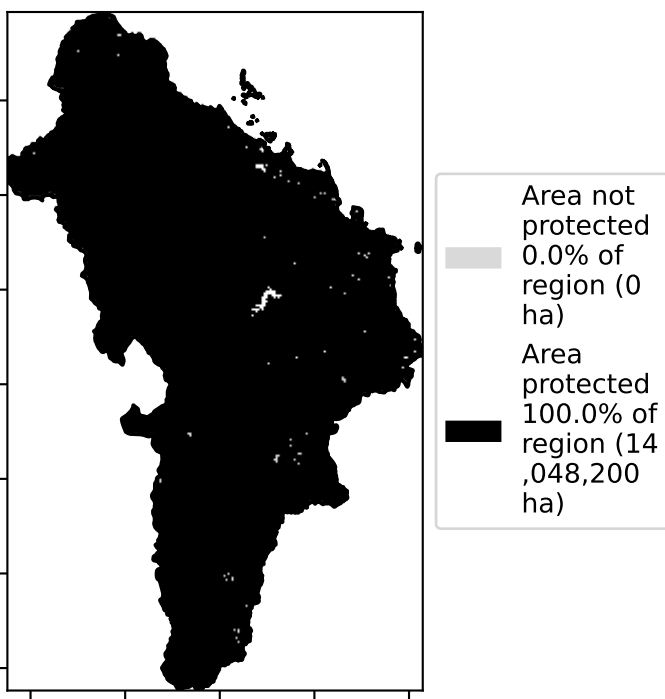 Area not
protected
0.0% of
region (0
ha)
Area
protected
100.0% of
region (14
,048,200
ha)